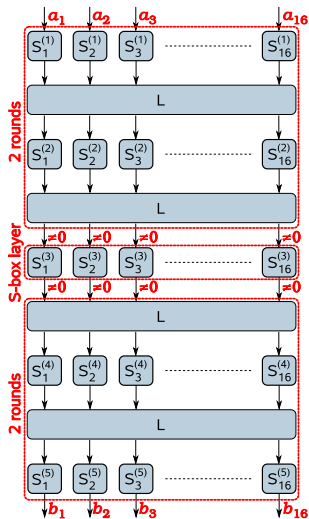 a₁ a₂ a₃ a₁₆
S₁⁽¹⁾ S₂⁽¹⁾ S₃⁽¹⁾ S₁₆⁽¹⁾
L
2 rounds
S₁⁽²⁾ S₂⁽²⁾ S₃⁽²⁾ S₁₆⁽²⁾
L
≠0 ≠0 ≠0 ≠0
S-box layer
S₁⁽³⁾ S₂⁽³⁾ S₃⁽³⁾ S₁₆⁽³⁾
≠0 ≠0 ≠0 ≠0
L
S₁⁽⁴⁾ S₂⁽⁴⁾ S₃⁽⁴⁾ S₁₆⁽⁴⁾
2 rounds
L
S₁⁽⁵⁾ S₂⁽⁵⁾ S₃⁽⁵⁾ S₁₆⁽⁵⁾
b₁ b₂ b₃ b₁₆